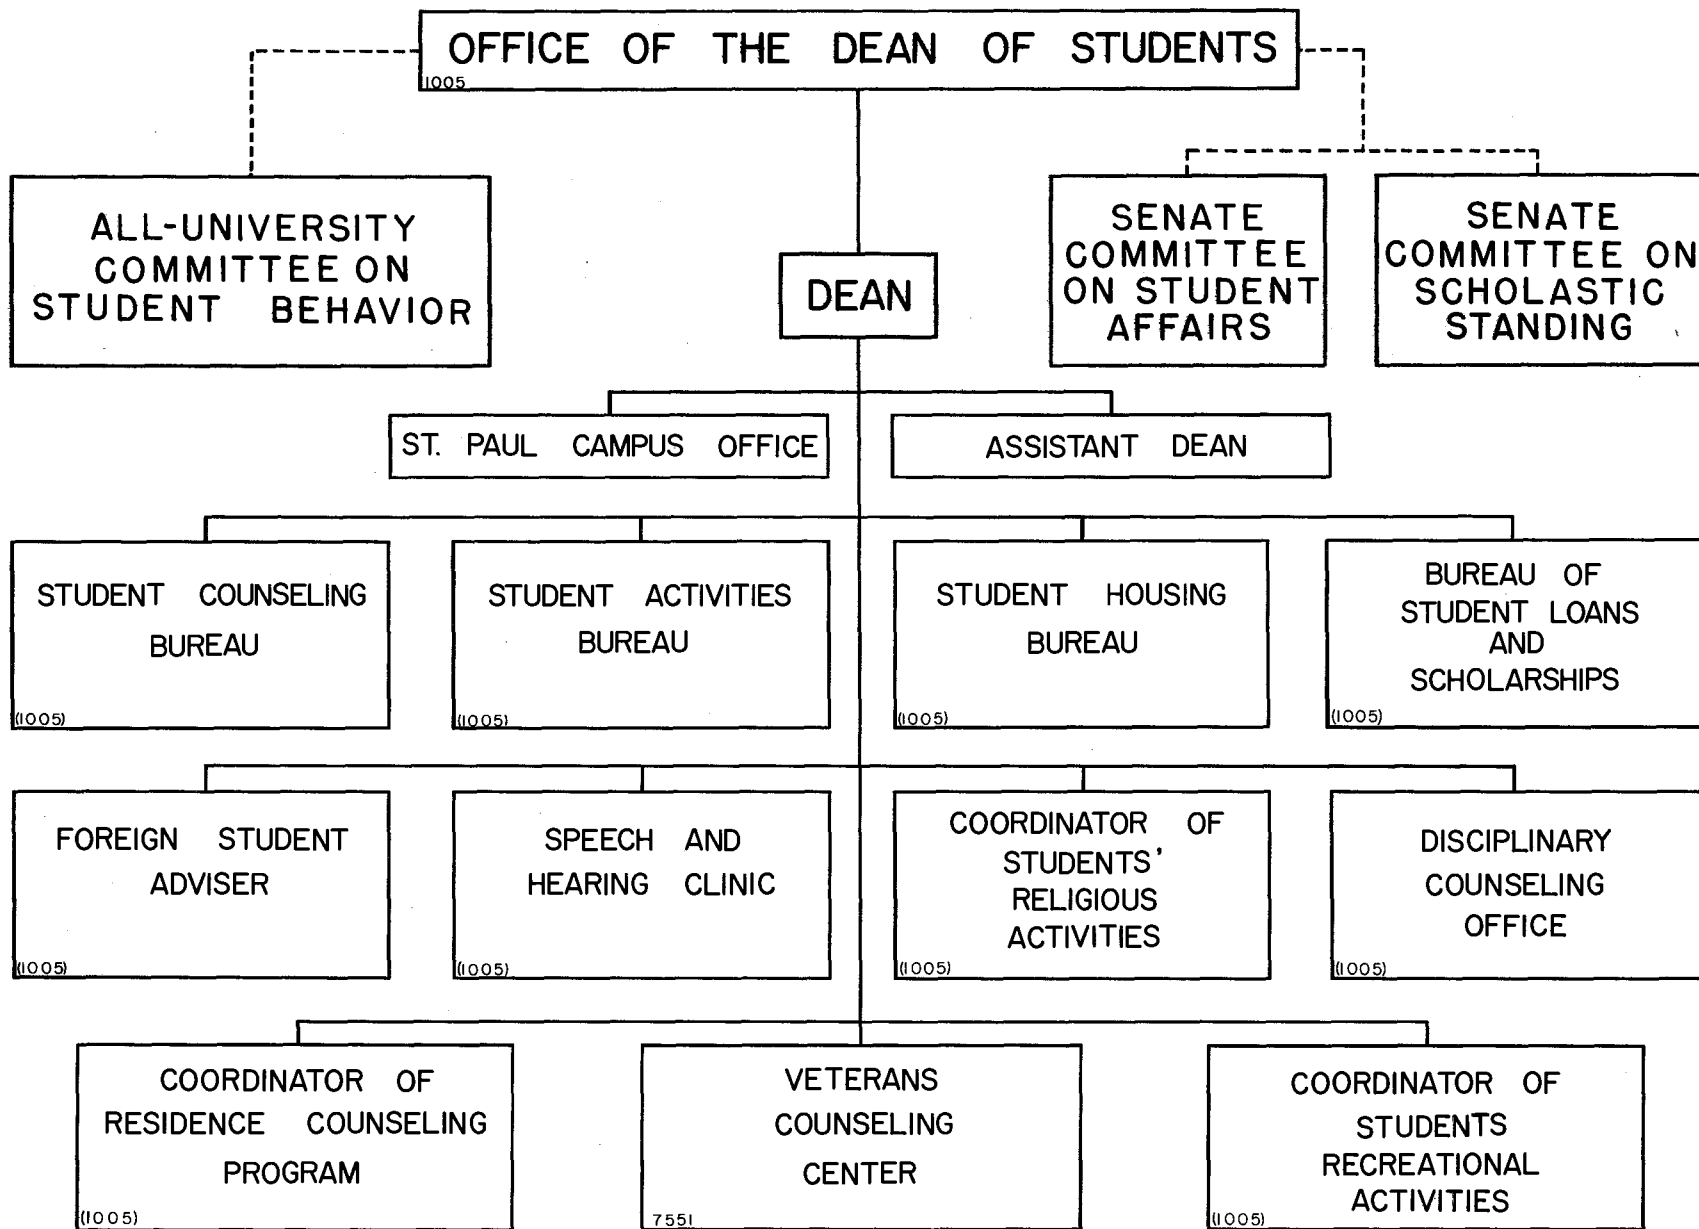 OFFICE OF THE DEAN OF STUDENTS
1005
ALL-UNIVERSITY
COMMITTEE ON
STUDENT BEHAVIOR
SENATE
COMMITTEE
ON STUDENT
AFFAIRS
SENATE
COMMITTEE ON
SCHOLASTIC
STANDING
DEAN
ST. PAUL CAMPUS OFFICE
ASSISTANT DEAN
STUDENT COUNSELING
BUREAU
(1005)
STUDENT ACTIVITIES
BUREAU
(1005)
STUDENT HOUSING
BUREAU
(1005)
BUREAU OF
STUDENT LOANS
AND
SCHOLARSHIPS
(1005)
FOREIGN STUDENT
ADVISER
(1005)
SPEECH AND
HEARING CLINIC
(1005)
COORDINATOR OF
STUDENTS'
RELIGIOUS
ACTIVITIES
(1005)
DISCIPLINARY
COUNSELING
OFFICE
(1005)
COORDINATOR OF
RESIDENCE COUNSELING
PROGRAM
(1005)
VETERANS
COUNSELING
CENTER
7551
COORDINATOR OF
STUDENTS
RECREATIONAL
ACTIVITIES
(1005)